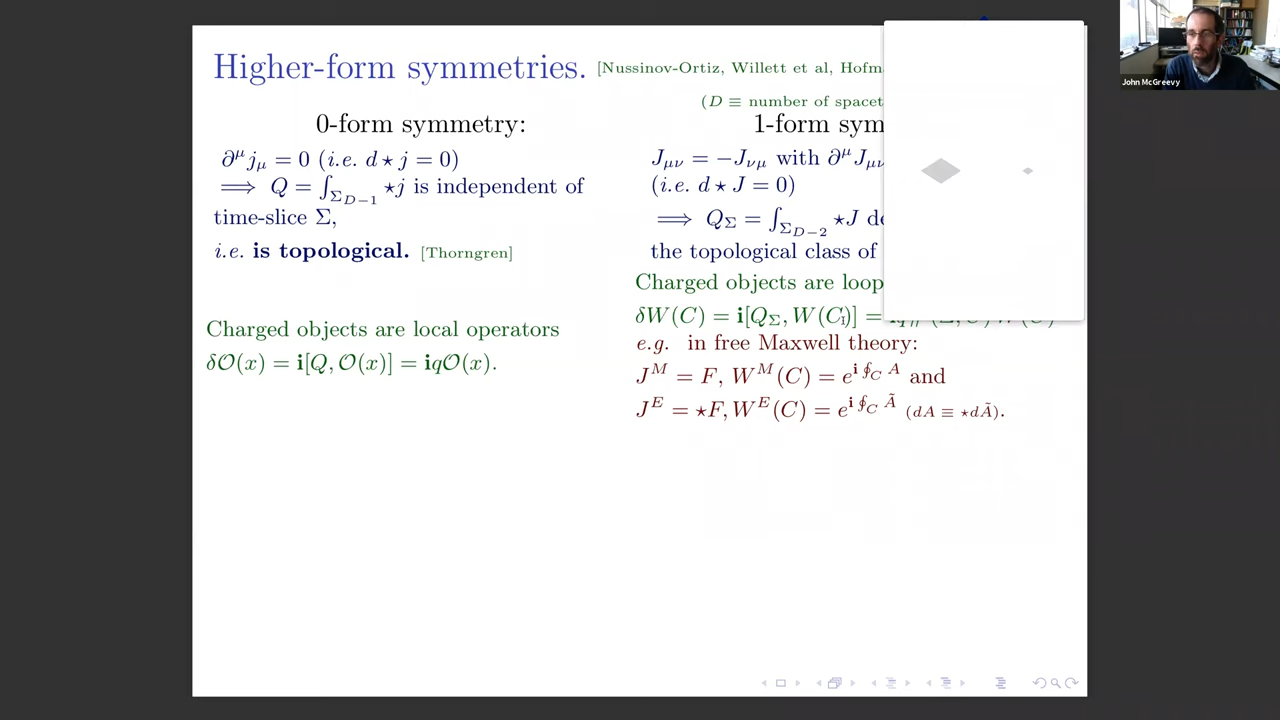 Higher-form symmetries. [Nussinov-Ortiz, Willett et al, Hofm
(D ≡ number of spacet
0-form symmetry:
∂^μ j_μ = 0 (i.e. d ⋆ j = 0)
⟹ Q = ∫_{Σ_{D−1}} ⋆j is independent of
time-slice Σ,
i.e. is topological. [Thorngren]
Charged objects are local operators
δO(x) = i[Q, O(x)] = iqO(x).
1-form sym
J_{μν} = −J_{νμ} with ∂^μ J_{μν}
(i.e. d ⋆ J = 0)
⟹ Q_Σ = ∫_{Σ_{D−2}} ⋆J de
the topological class of
Charged objects are loop
δW(C) = i[Q_Σ, W(C)] =
e.g. in free Maxwell theory:
J^M = F, W^M(C) = e^{i∮_C A} and
J^E = ⋆F, W^E(C) = e^{i∮_C Ã} (dA ≡ ⋆dÃ).
John McGreevy